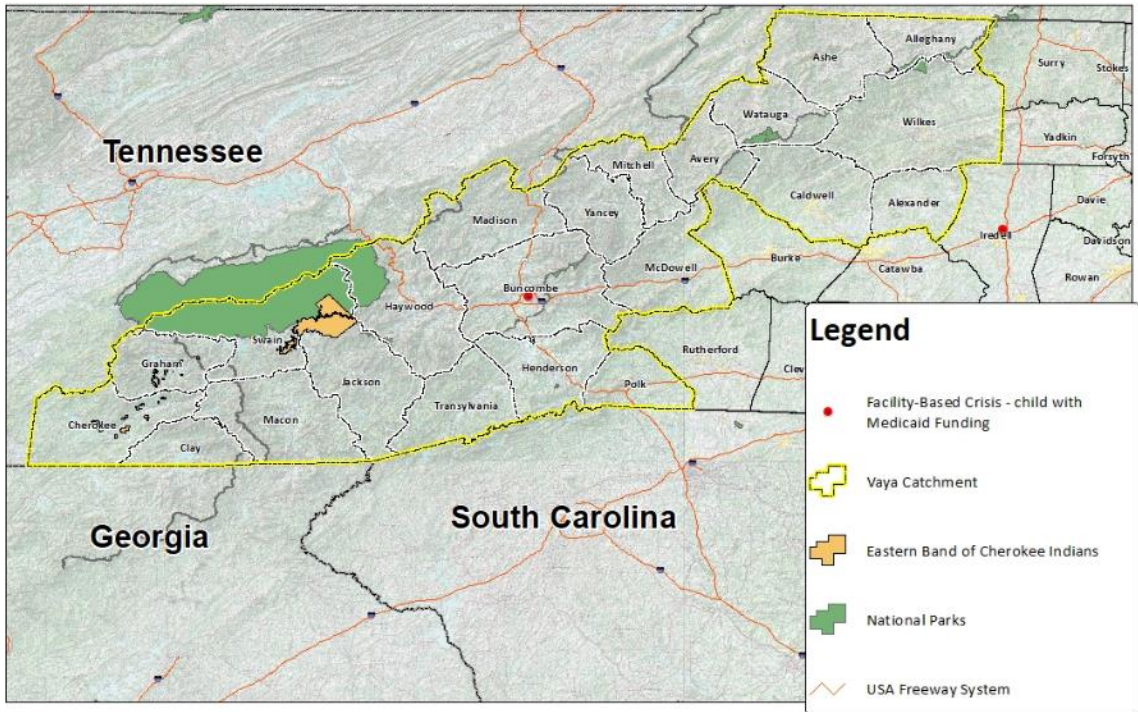 Alleghany
Ashe
Surry
Stokes
Watauga
Wilkes
Yadkin
Tennessee
Mitchell
Avery
Forsyth
Caldwell
Alexander
Davie
Madison
Yancey
Iredell
Davidson
McDowell
Burke
Catawba
Rowan
Buncombe
Haywood
Swain
Graham
Rutherford
Clev
Henderson
Polk
Jackson
Transylvania
Macon
Cherokee
Clay
Georgia
South Carolina
Legend
Facility-Based Crisis - child with
Medicaid Funding
Vaya Catchment
Eastern Band of Cherokee Indians
National Parks
USA Freeway System